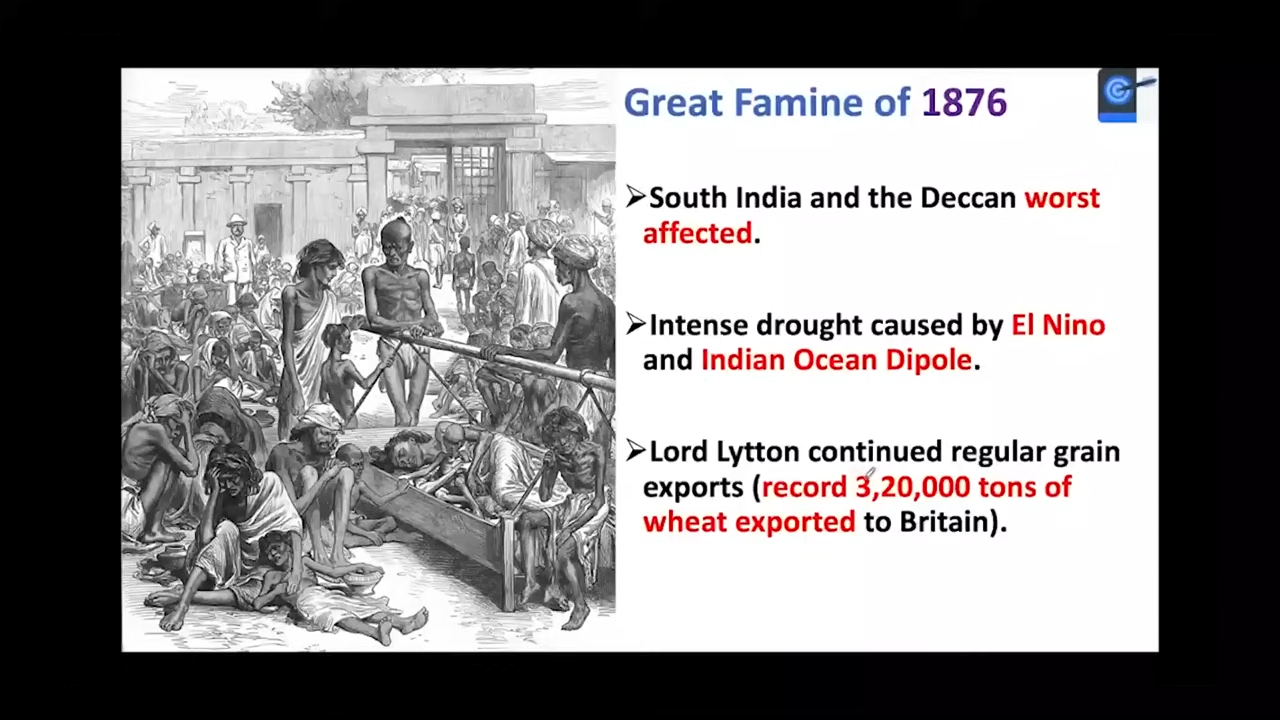 Great Famine of 1876
➢South India and the Deccan worst
affected.
➢Intense drought caused by El Nino
and Indian Ocean Dipole.
➢Lord Lytton continued regular grain
exports (record 3,20,000 tons of
wheat exported to Britain).